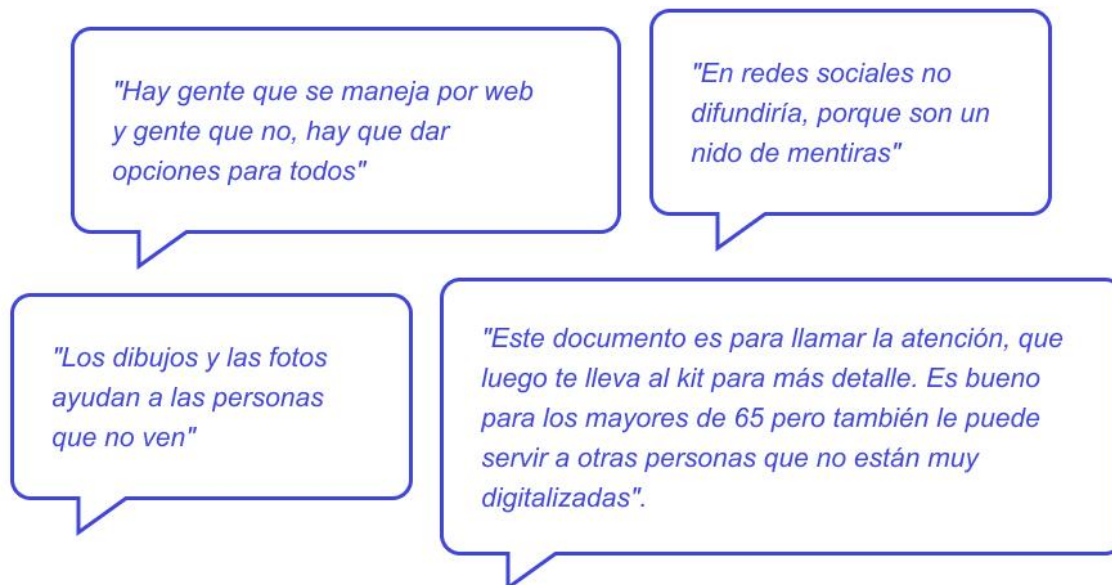 "Hay gente que se maneja por web
y gente que no, hay que dar
opciones para todos"
"En redes sociales no
difundiría, porque son un
nido de mentiras"
"Los dibujos y las fotos
ayudan a las personas
que no ven"
"Este documento es para llamar la atención, que
luego te lleva al kit para más detalle. Es bueno
para los mayores de 65 pero también le puede
servir a otras personas que no están muy
digitalizadas".